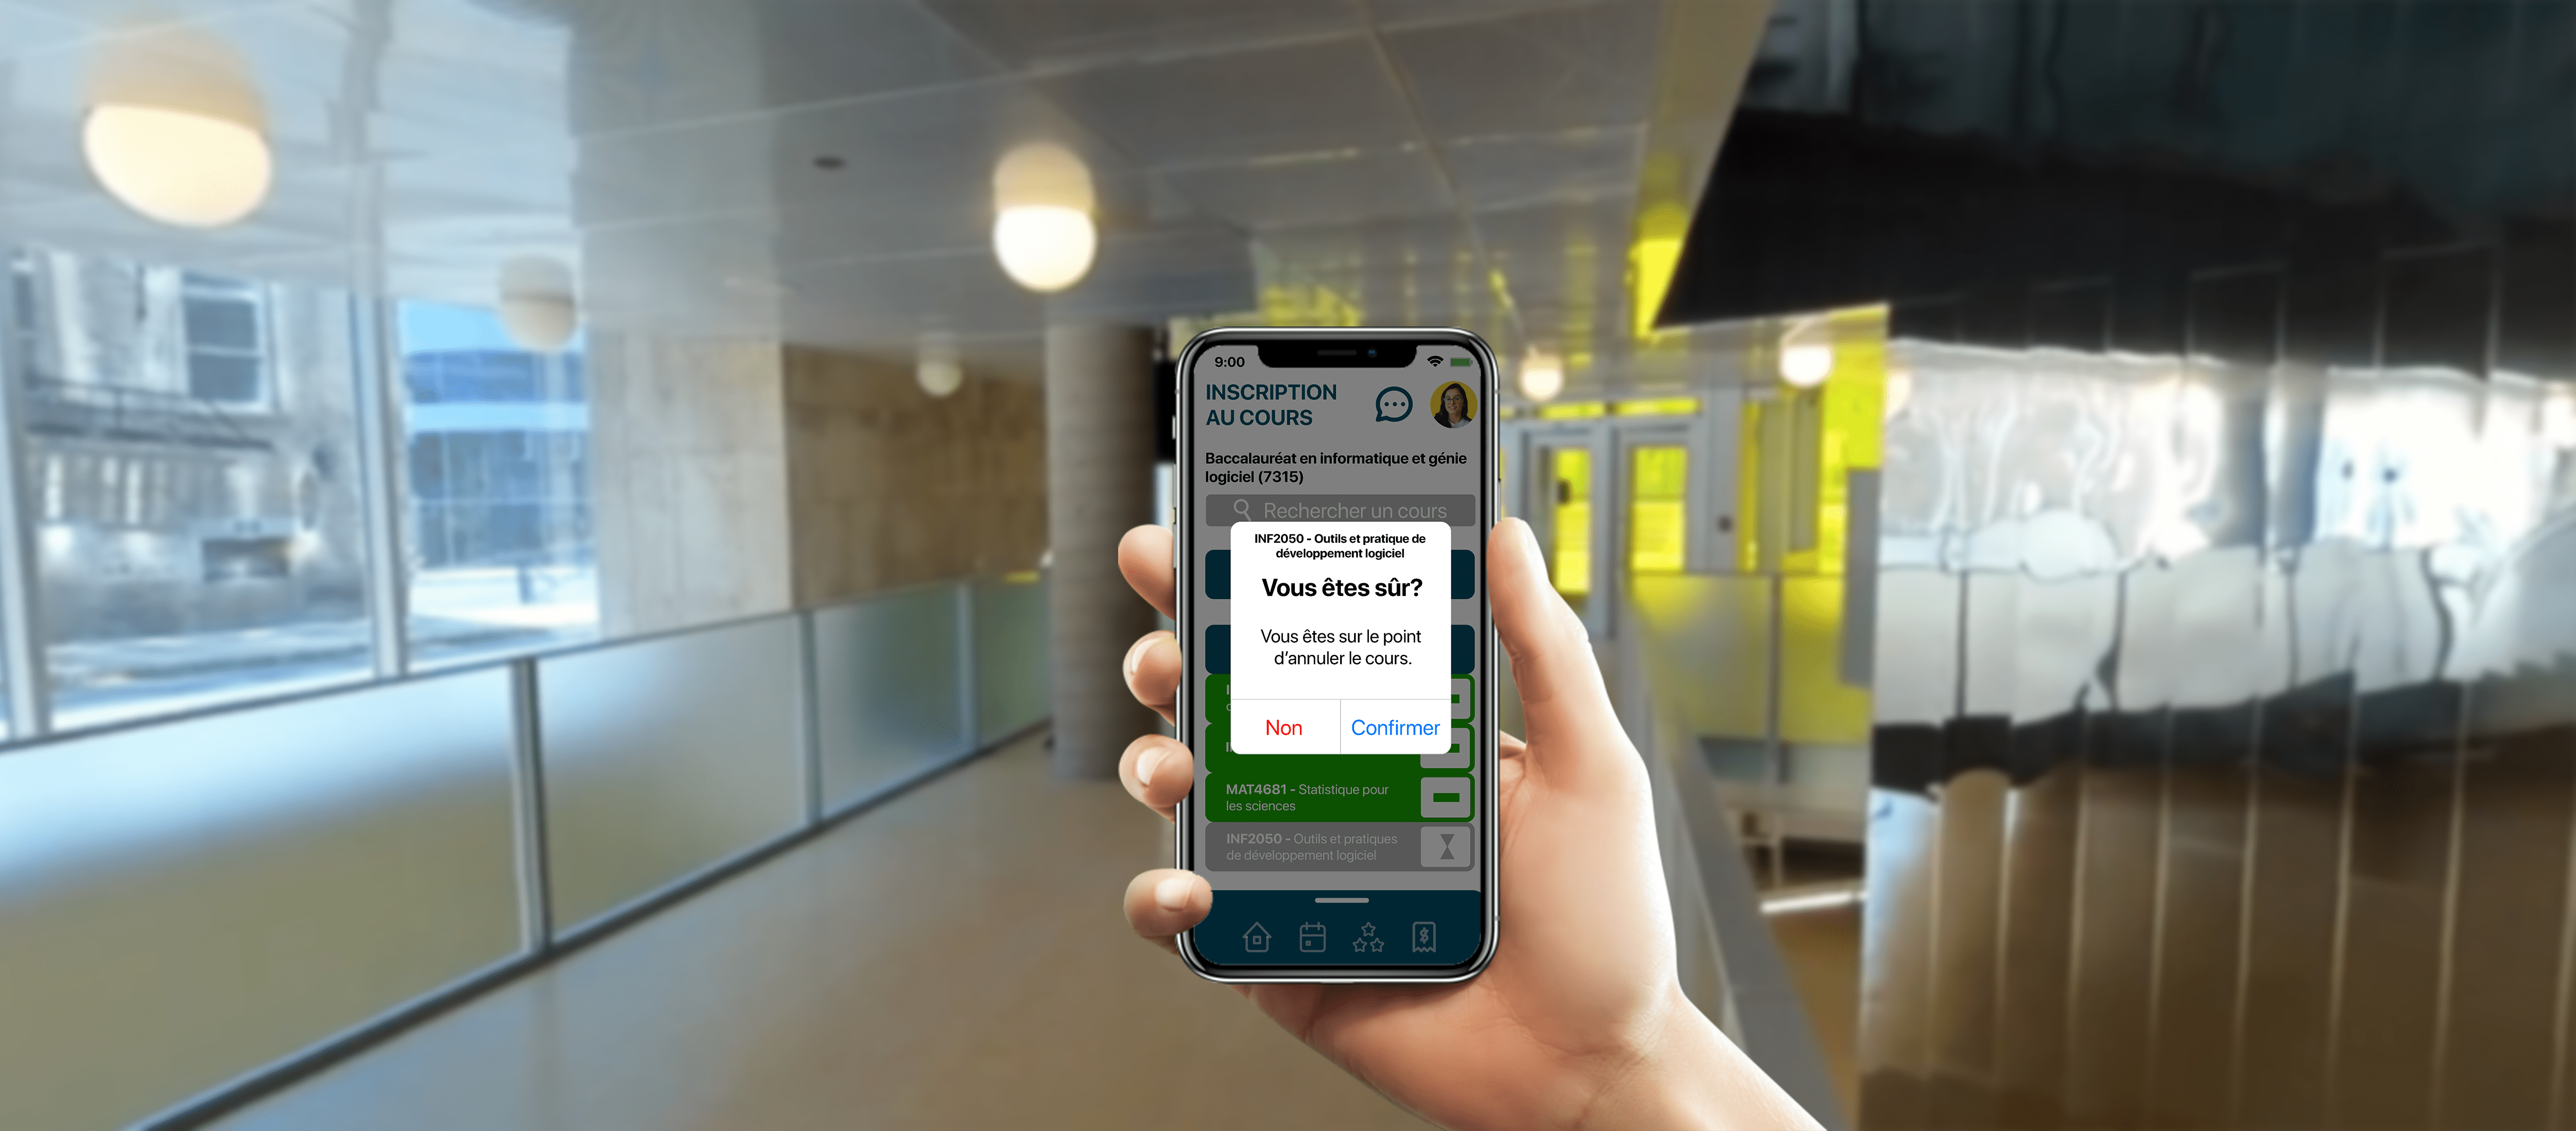 9:00
INSCRIPTION
AU COURS
Baccalauréat en informatique et génie
logiciel (7315)
Rechercher un cours
INF2050 - Outils et pratique de
développement logiciel
Vous êtes sûr?
Vous êtes sur le point
d'annuler le cours.
Non
Confirmer
MAT4681 - Statistique pour
les sciences
INF2050 - Outils et pratiques
de développement logiciel